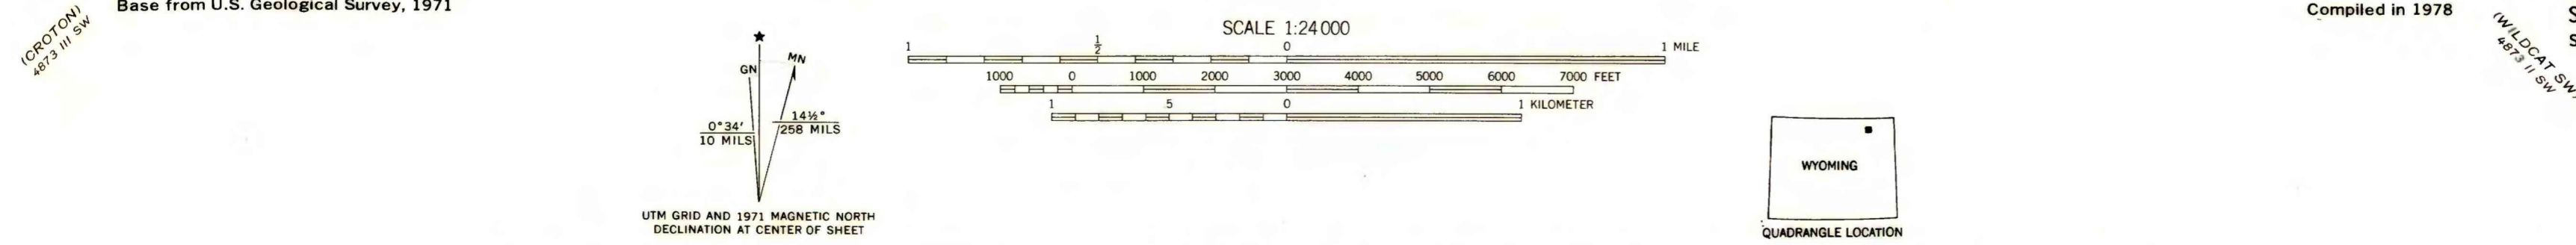 Base from U.S. Geological Survey, 1971
(CROTON)
4873 III SW
★
GN
MN
0°34'
10 MILS
14½°
258 MILS
UTM GRID AND 1971 MAGNETIC NORTH
DECLINATION AT CENTER OF SHEET
SCALE 1:24 000
1 ½ 0 1 MILE
1000 0 1000 2000 3000 4000 5000 6000 7000 FEET
1 .5 0 1 KILOMETER
WYOMING
QUADRANGLE LOCATION
Compiled in 1978
(WILDCAT SW
4873 II SW
S
S